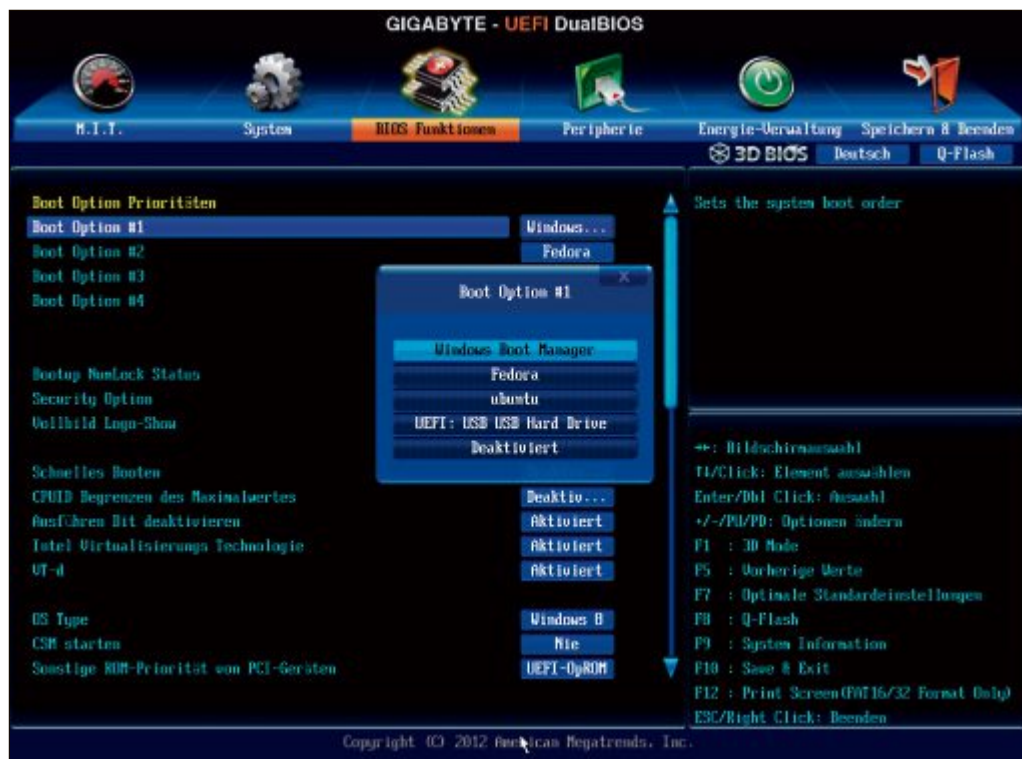 GIGABYTE - UEFI DualBIOS
M.I.T.
System
BIOS Funktionen
Peripherie
Energie-Verwaltung
Speichern & Beenden
3D BIOS
Deutsch
Q-Flash
Boot Option Prioritäten
Boot Option #1
Windows...
Boot Option #2
Fedora
Boot Option #3
Boot Option #4
Bootup NumLock Status
Security Option
Vollbild Logo-Show
Schnelles Booten
CPUID Begrenzen des Maximalwertes
Deaktiv...
Ausführen Bit deaktivieren
Aktiviert
Intel Virtualisierungs Technologie
Aktiviert
VT-d
Aktiviert
OS Type
Windows 8
CSM starten
Nie
Sonstige ROM-Priorität von PCI-Geräten
UEFI-OpROM
X
Boot Option #1
Windows Boot Manager
Fedora
ubuntu
UEFI: USB USB Hard Drive
Deaktiviert
Sets the system boot order
→←: Bildschirmauswahl
↑↓/Click: Element auswählen
Enter/Dbl Click: Auswahl
+/-/PU/PD: Optionen ändern
F1 : 3D Mode
F5 : Vorherige Werte
F7 : Optimale Standardeinstellungen
F8 : Q-Flash
F9 : System Information
F10 : Save & Exit
F12 : Print Screen(FAT16/32 Format Only)
ESC/Right Click: Beenden
Copyright (C) 2012 American Megatrends, Inc.